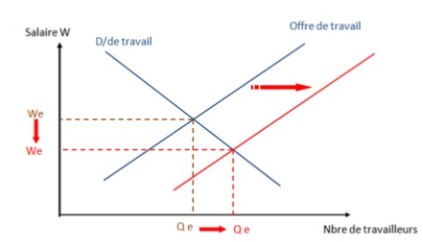 Salaire W
D/de travail
Offre de travail
We
We
Q e
Q e
Nbre de travailleurs